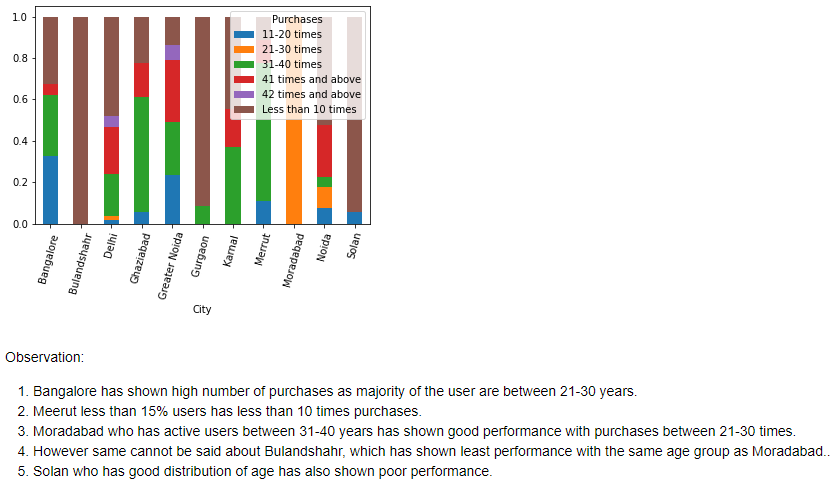 Purchases
1.0
11-20 times
21-30 times
0.8
31-40 times
41 times and above
0.6
42 times and above
Less than 10 times
0.4
0.2
0.0
Bangalore
Bulandshahr
Delhi
Ghaziabad
Greater Noida
Gurgaon
Karnal
Merrut
Moradabad
Noida
Solan
City
Observation:
1. Bangalore has shown high number of purchases as majority of the user are between 21-30 years.
2. Meerut less than 15% users has less than 10 times purchases.
3. Moradabad who has active users between 31-40 years has shown good performance with purchases between 21-30 times.
4. However same cannot be said about Bulandshahr, which has shown least performance with the same age group as Moradabad..
5. Solan who has good distribution of age has also shown poor performance.